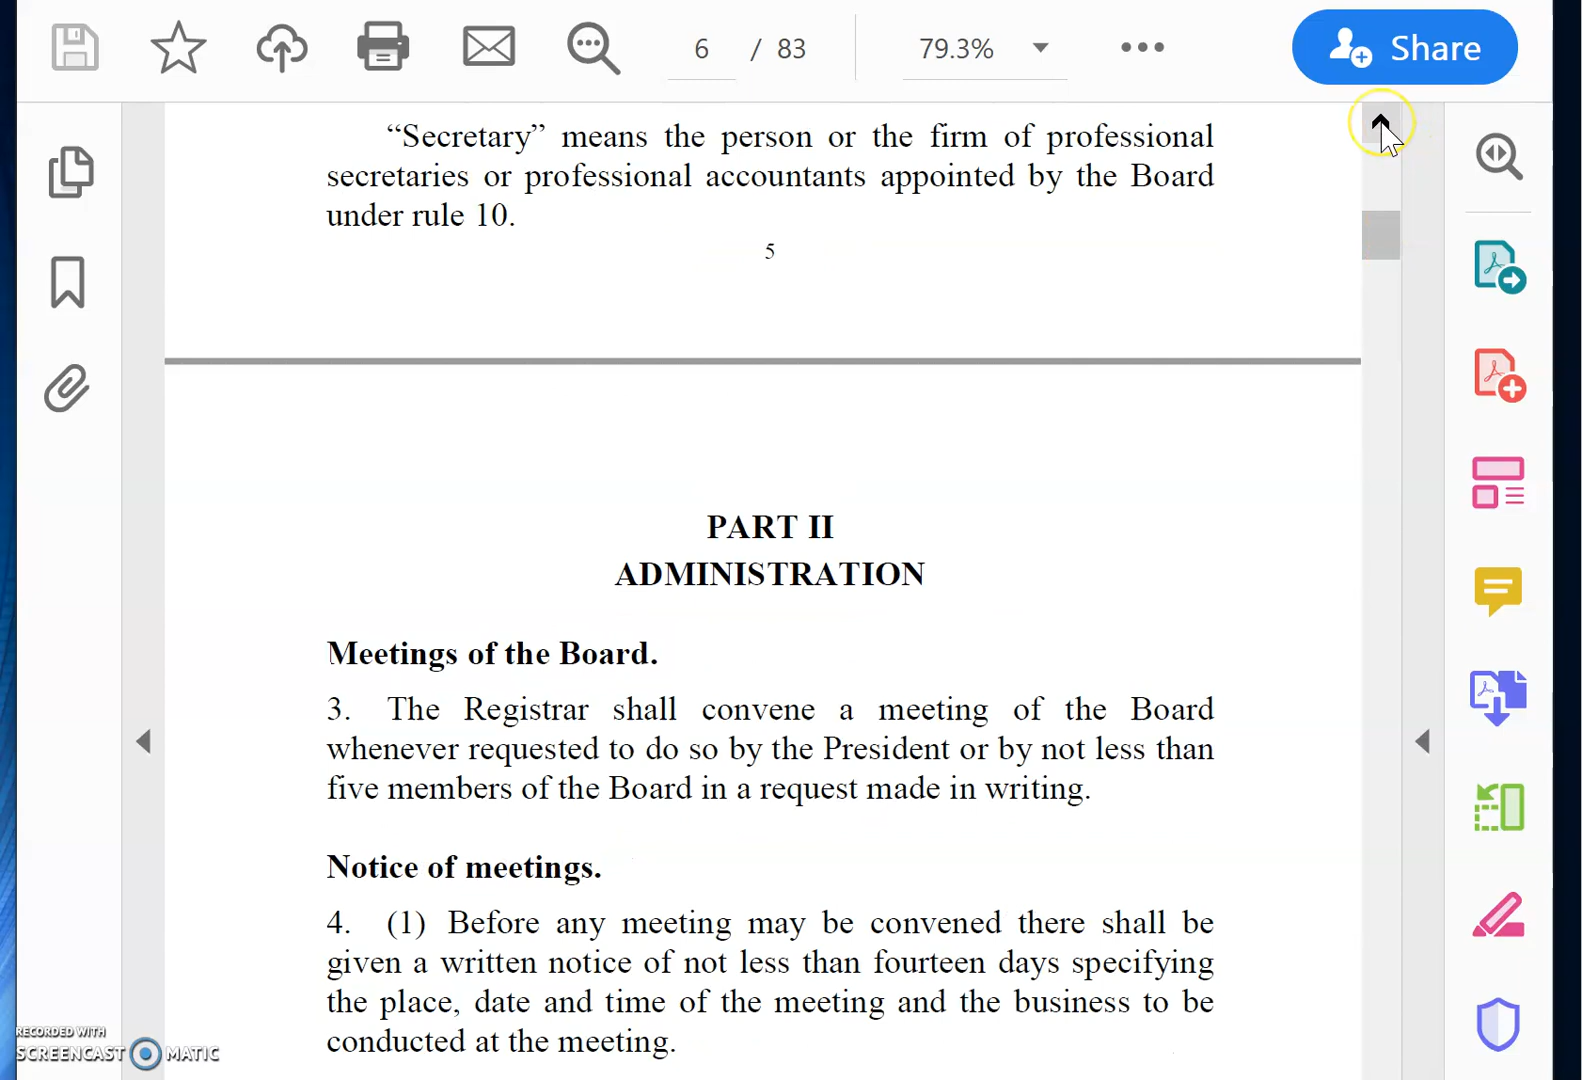 6 / 83 79.3% Share
“Secretary” means the person or the firm of professional
secretaries or professional accountants appointed by the Board
under rule 10.
5
PART II
ADMINISTRATION
Meetings of the Board.
3. The Registrar shall convene a meeting of the Board
whenever requested to do so by the President or by not less than
five members of the Board in a request made in writing.
Notice of meetings.
4. (1) Before any meeting may be convened there shall be
given a written notice of not less than fourteen days specifying
the place, date and time of the meeting and the business to be
conducted at the meeting.
RECORDED WITH
SCREENCAST MATIC